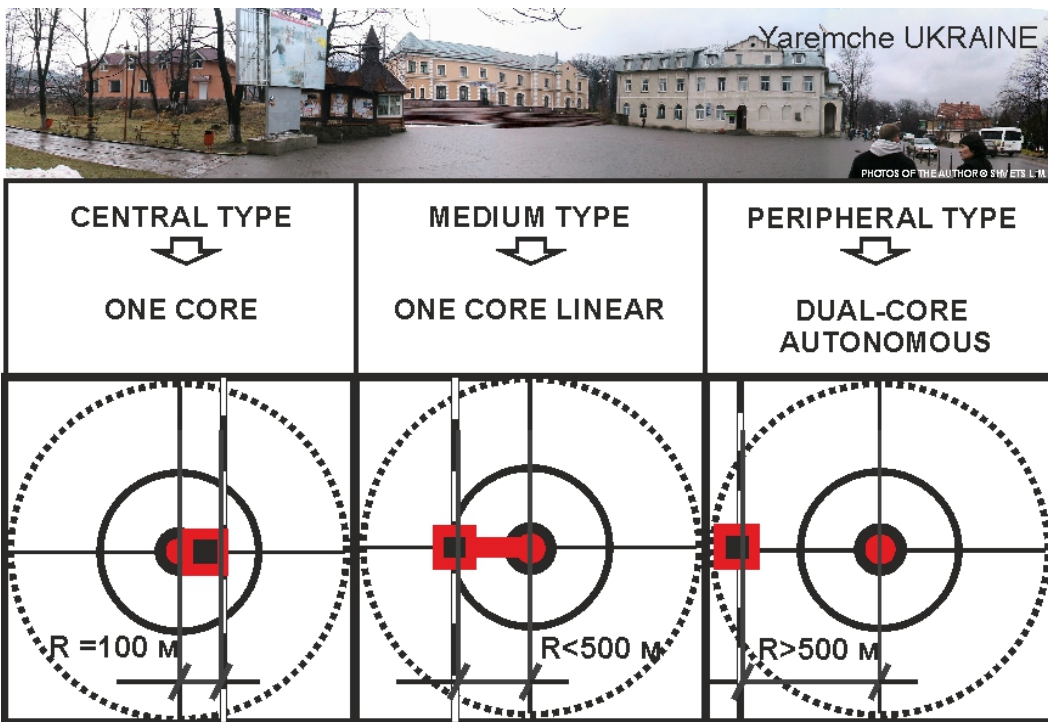 Yaremche UKRAINE
PHOTOS OF THE AUTHOR © SHVETS L.M.
CENTRAL TYPE
ONE CORE
MEDIUM TYPE
ONE CORE LINEAR
PERIPHERAL TYPE
DUAL-CORE
AUTONOMOUS
R =100 м
R<500 м
R>500 м